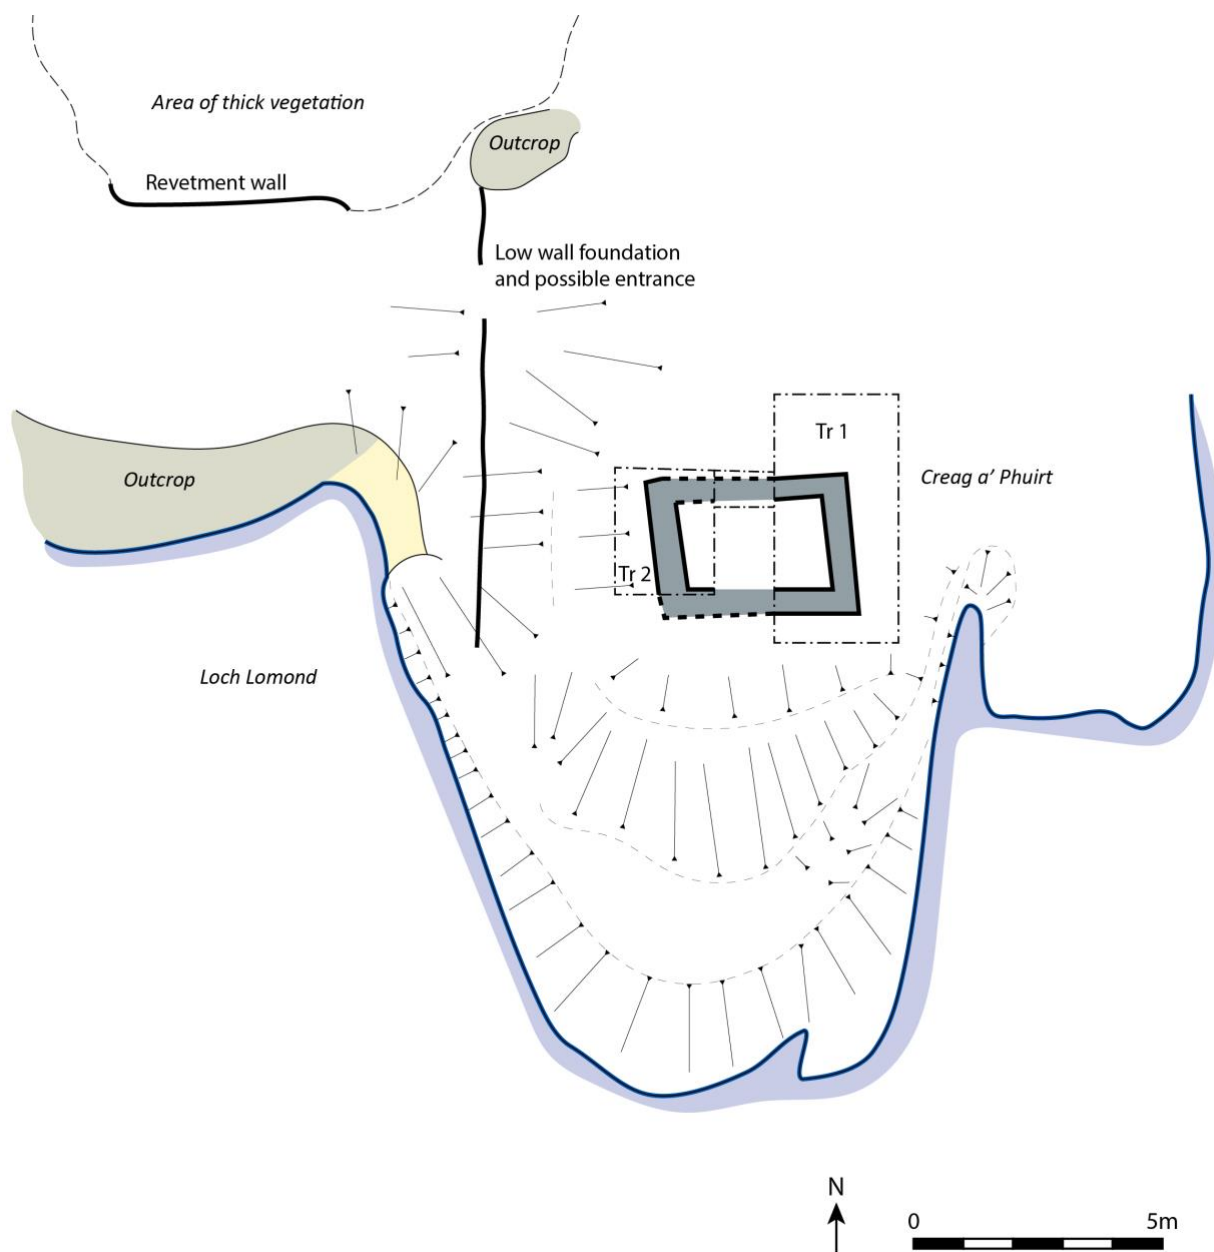 Area of thick vegetation
Outcrop
Revetment wall
Low wall foundation
and possible entrance
Tr 1
Outcrop
Creag a’ Phuirt
Tr 2
Loch Lomond
N
0
5m